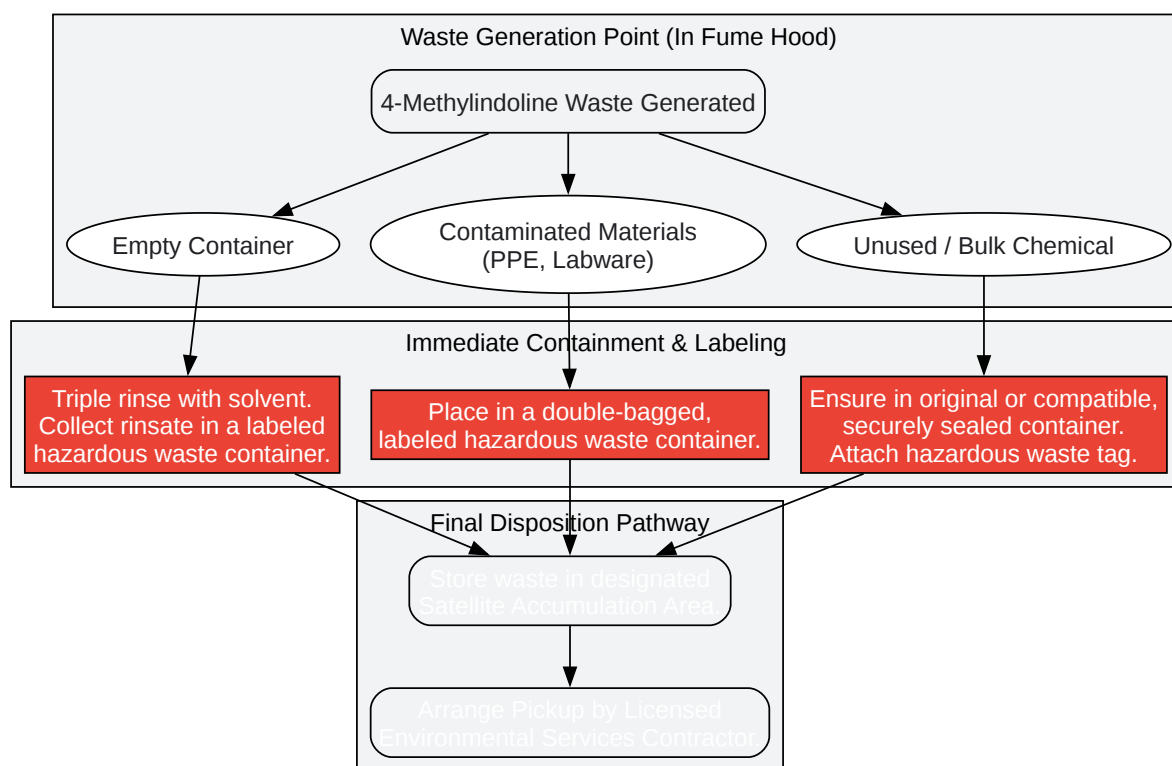 Waste Generation Point (In Fume Hood)
4-Methylindoline Waste Generated
Empty Container
Contaminated Materials
(PPE, Labware)
Unused / Bulk Chemical
Immediate Containment & Labeling
Triple rinse with solvent.
Collect rinsate in a labeled
hazardous waste container.
Place in a double-bagged,
labeled hazardous waste container.
Ensure in original or compatible,
securely sealed container.
Attach hazardous waste tag.
Final Disposition Pathway
Store waste in designated
Satellite Accumulation Area.
Arrange Pickup by Licensed
Environmental Services Contractor.